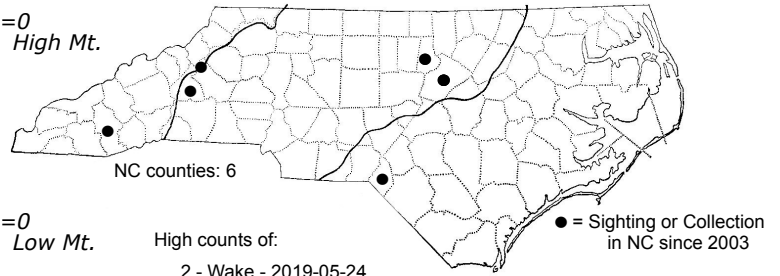 =0
High Mt.
NC counties: 6
=0
Low Mt.
High counts of:
2 - Wake - 2019-05-24
● = Sighting or Collection
in NC since 2003